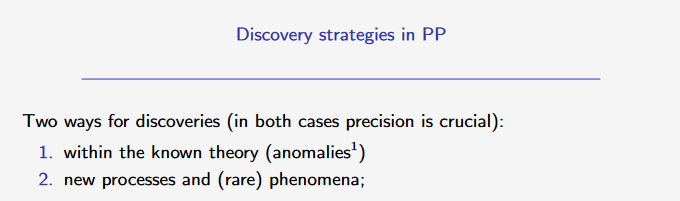 Discovery strategies in PP
Two ways for discoveries (in both cases precision is crucial):
1. within the known theory (anomalies¹)
2. new processes and (rare) phenomena;